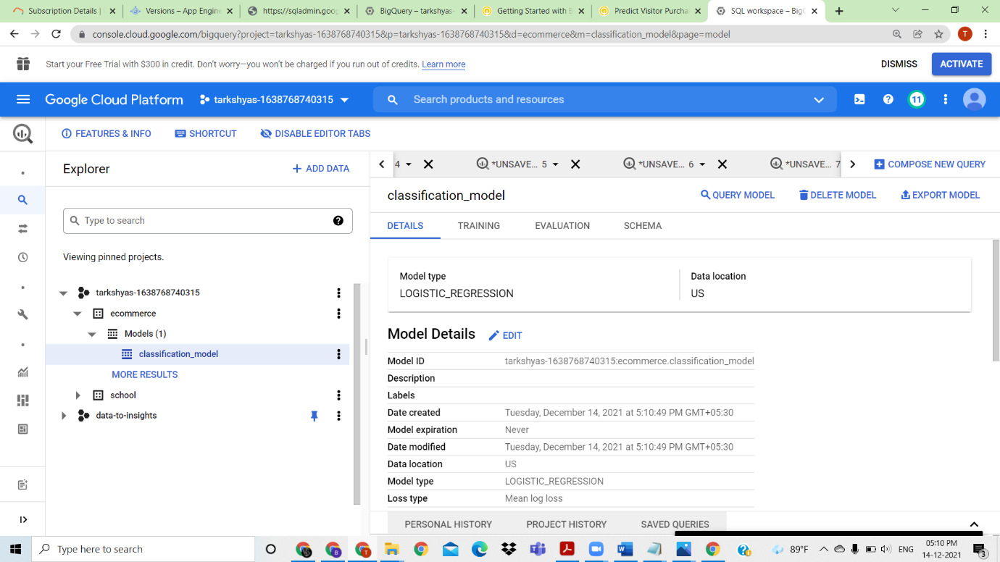 Subscription Details |
Versions – App Engine
https://sqladmin.goog
BigQuery – tarkshyas-
Getting Started with B
Predict Visitor Purcha
SQL workspace – BigQ
console.cloud.google.com/bigquery?project=tarkshyas-1638768740315&p=tarkshyas-1638768740315&d=ecommerce&m=classification_model&page=model
T
Start your Free Trial with $300 in credit. Don't worry—you won't be charged if you run out of credits. Learn more
DISMISS
ACTIVATE
Google Cloud Platform
tarkshyas-1638768740315
Search products and resources
11
FEATURES & INFO
SHORTCUT
DISABLE EDITOR TABS
Explorer
+ ADD DATA
4
*UNSAVE... 5
*UNSAVE... 6
*UNSAVE... 7
COMPOSE NEW QUERY
classification_model
QUERY MODEL
DELETE MODEL
EXPORT MODEL
Type to search
DETAILS
TRAINING
EVALUATION
SCHEMA
Viewing pinned projects.
tarkshyas-1638768740315
ecommerce
Models (1)
classification_model
MORE RESULTS
school
data-to-insights
Model type
LOGISTIC_REGRESSION
Data location
US
Model Details
EDIT
Model ID tarkshyas-1638768740315:ecommerce.classification_model
Description
Labels
Date created Tuesday, December 14, 2021 at 5:10:49 PM GMT+05:30
Model expiration Never
Date modified Tuesday, December 14, 2021 at 5:10:49 PM GMT+05:30
Data location US
Model type LOGISTIC_REGRESSION
Loss type Mean log loss
PERSONAL HISTORY
PROJECT HISTORY
SAVED QUERIES
Type here to search
89°F
ENG
05:10 PM
14-12-2021
3